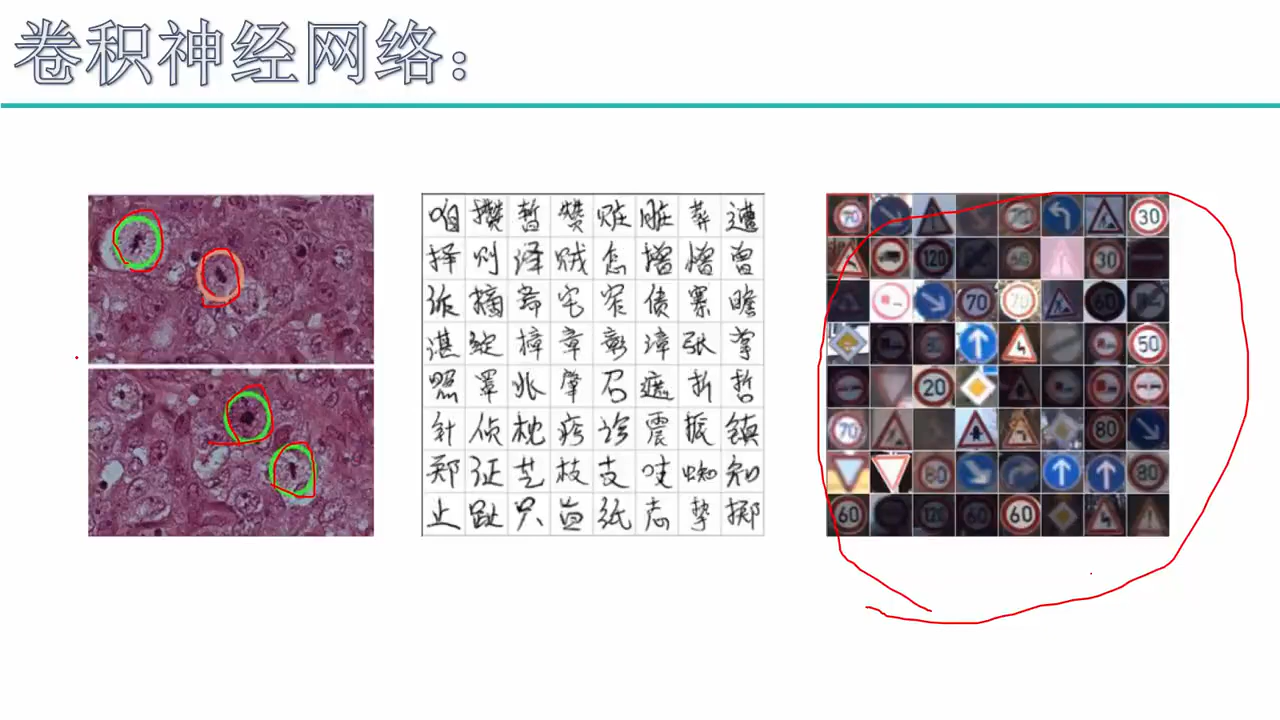 卷积神经网络：
咱 攒 暂 赞 赃 脏 葬 遭
择 则 泽 贼 怎 增 憎 曾
诈 摘 斋 宅 窄 债 寨 瞻
湛 绽 樟 章 彰 漳 张 掌
照 罩 兆 肇 召 遮 折 哲
针 侦 枕 疹 诊 震 振 镇
郑 证 芝 枝 支 吱 蜘 知
止 趾 只 旨 纸 志 挚 掷
70 70 30
120 60 30
70 70 60
50
20
70 80
80 80
60 120 60 60